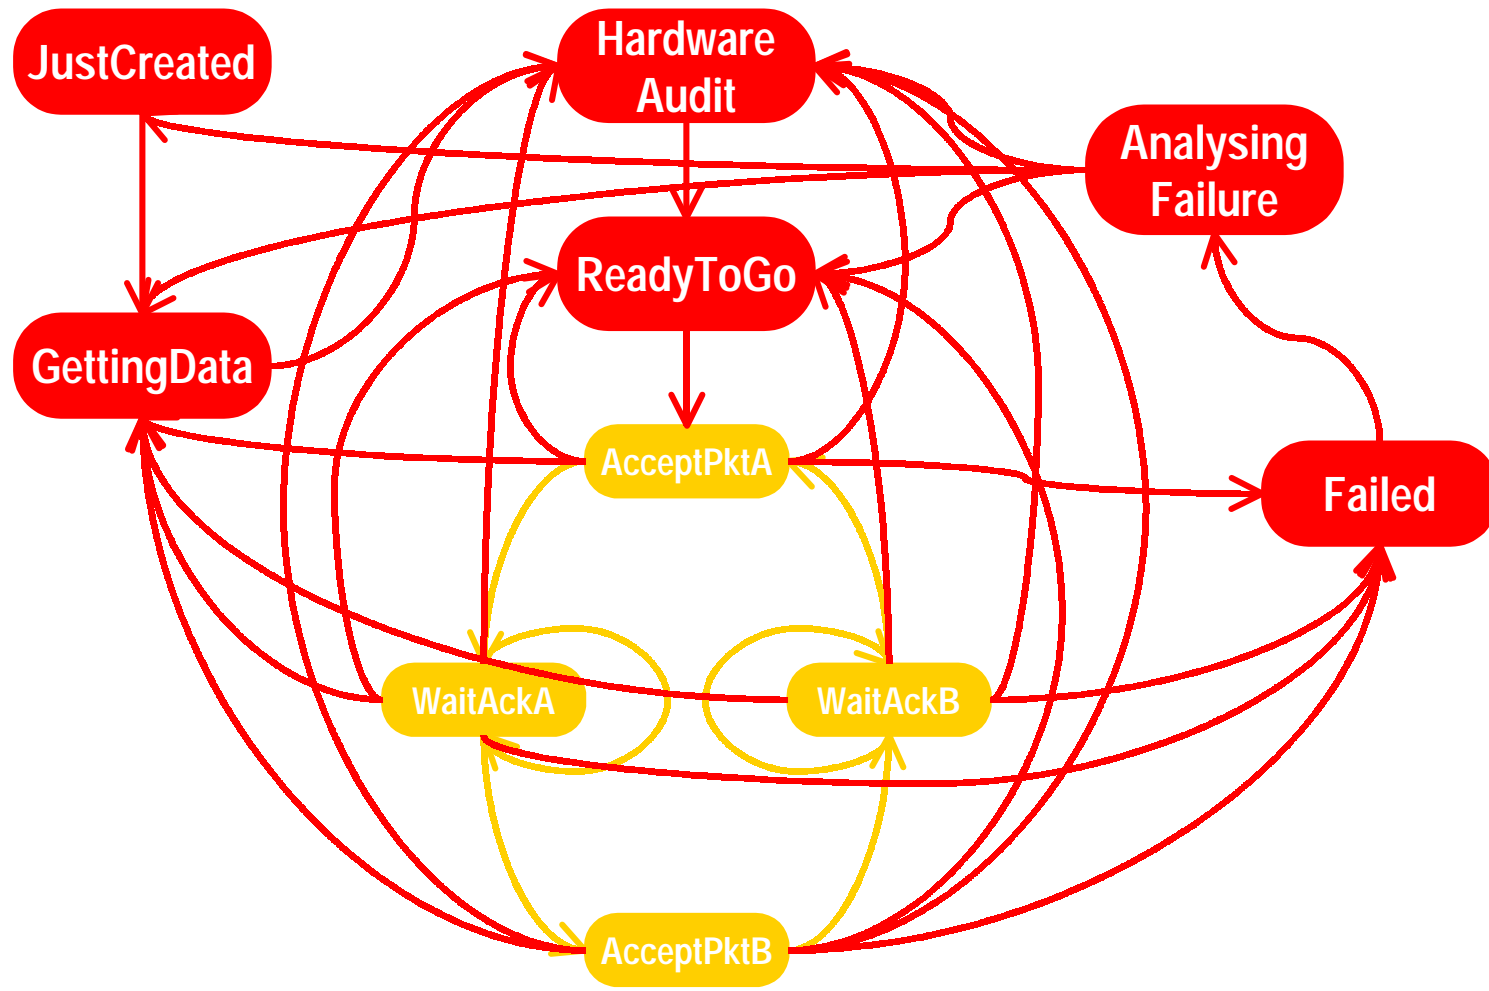 JustCreated
Hardware
Audit
Analysing
Failure
ReadyToGo
GettingData
AcceptPktA
Failed
WaitAckA
WaitAckB
AcceptPktB